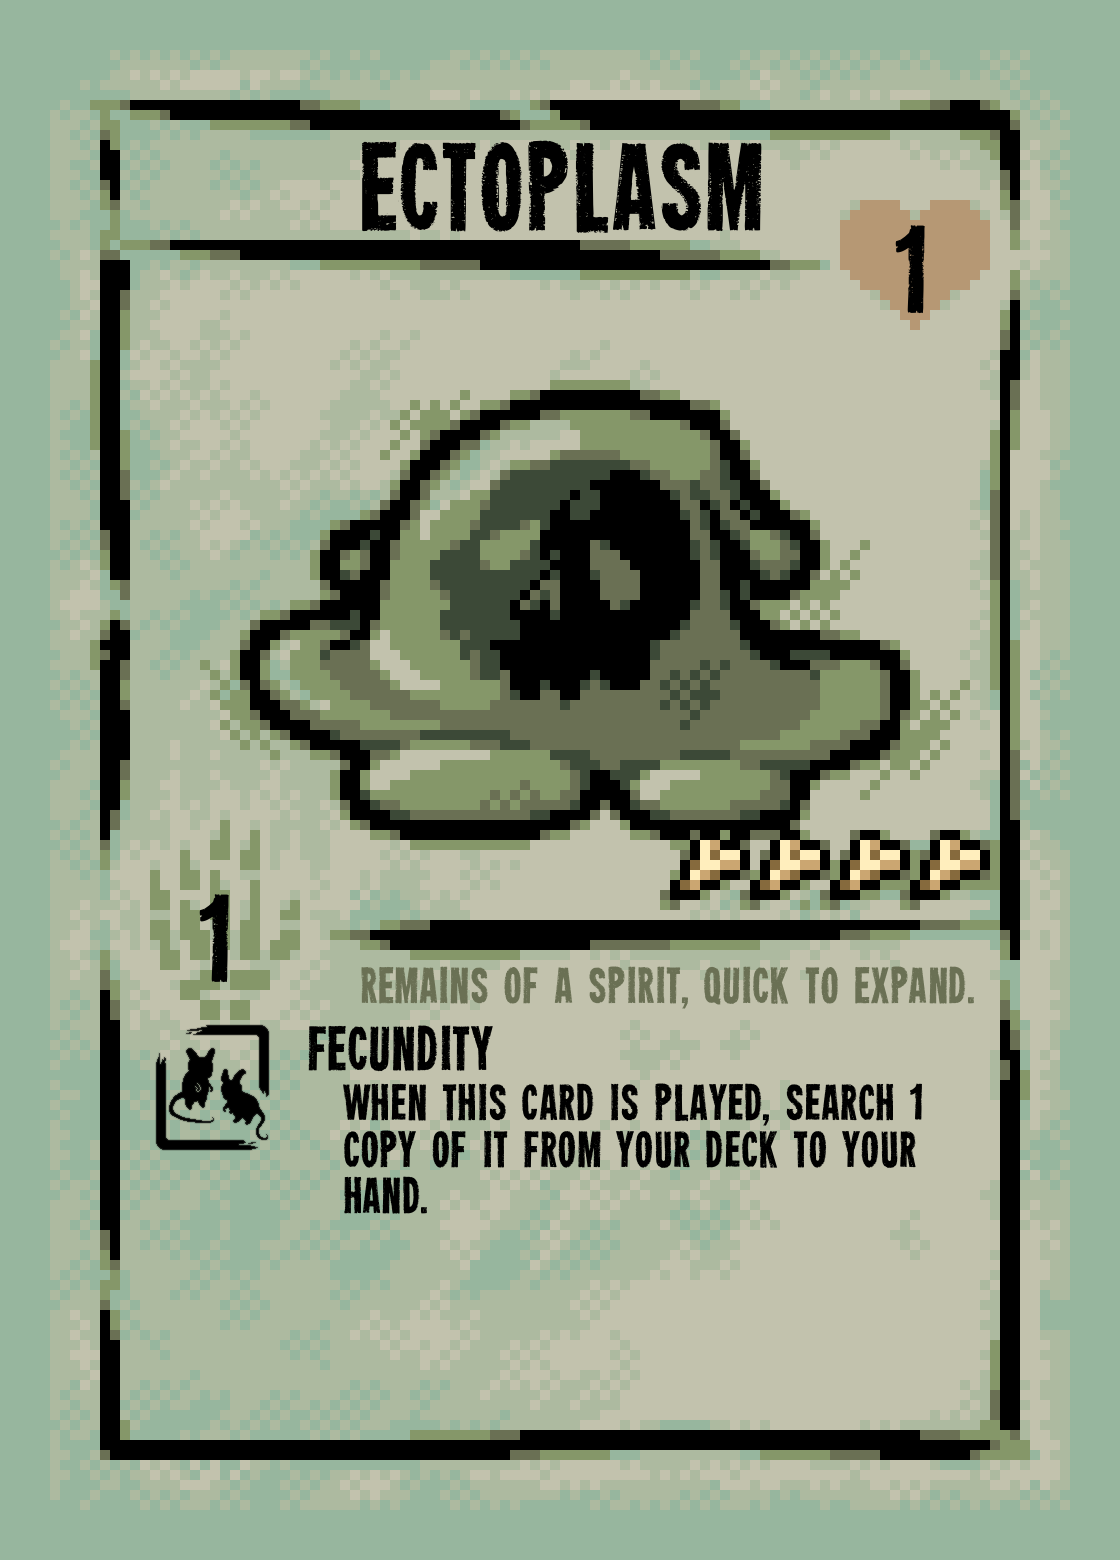 ECTOPLASM
1
1
REMAINS OF A SPIRIT, QUICK TO EXPAND.
FECUNDITY
WHEN THIS CARD IS PLAYED, SEARCH 1
COPY OF IT FROM YOUR DECK TO YOUR
HAND.